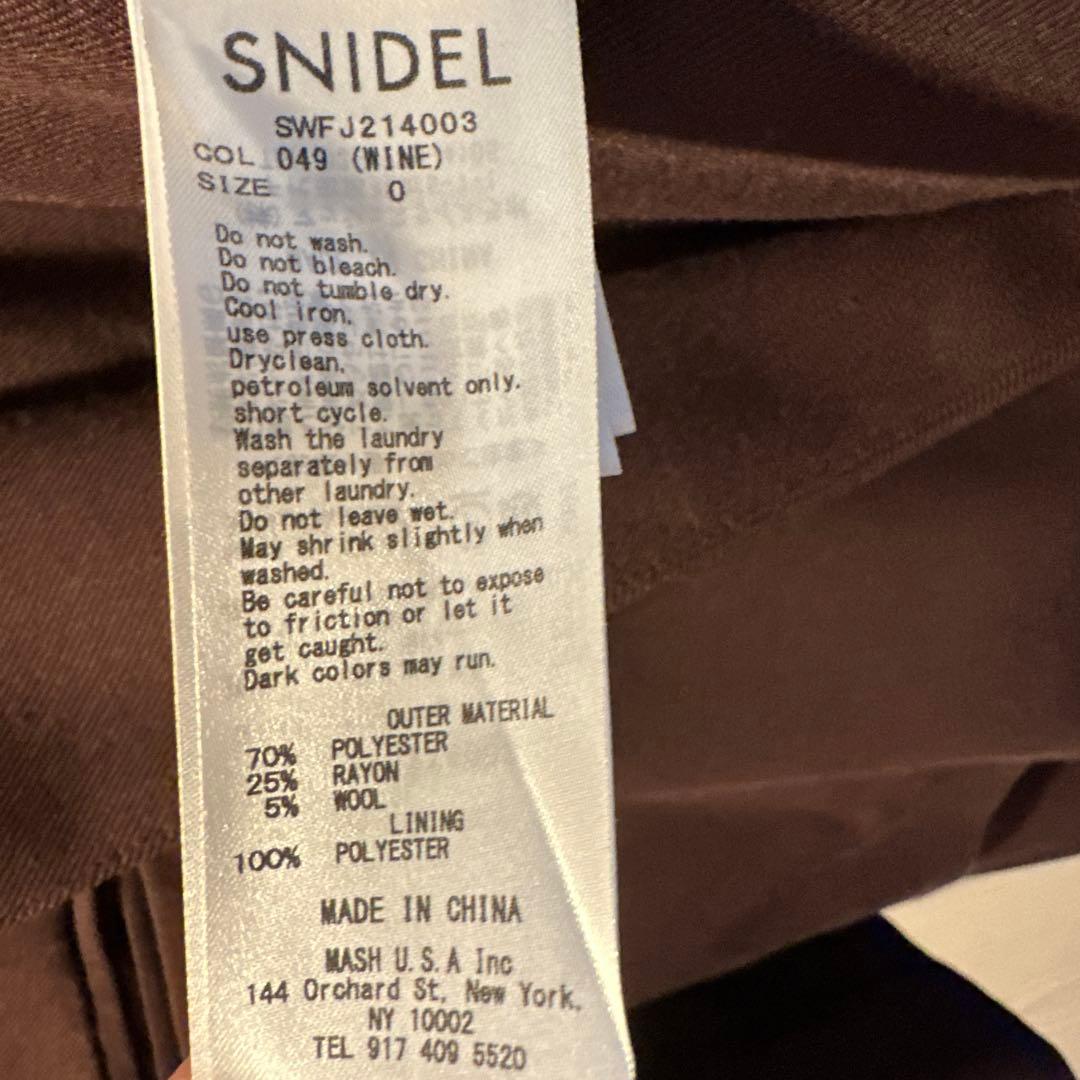 SNIDEL
SWFJ214003
COL 049 (WINE)
SIZE 0
Do not wash.
Do not bleach.
Do not tumble dry.
Cool iron,
use press cloth.
Dryclean,
petroleum solvent only.
short cycle.
Wash the laundry
separately from
other laundry.
Do not leave wet.
May shrink slightly when
washed.
Be careful not to expose
to friction or let it
get caught.
Dark colors may run.
OUTER MATERIAL
70% POLYESTER
25% RAYON
5% WOOL
LINING
100% POLYESTER
MADE IN CHINA
MASH U.S.A Inc
144 Orchard St, New York,
NY 10002
TEL 917 409 5520